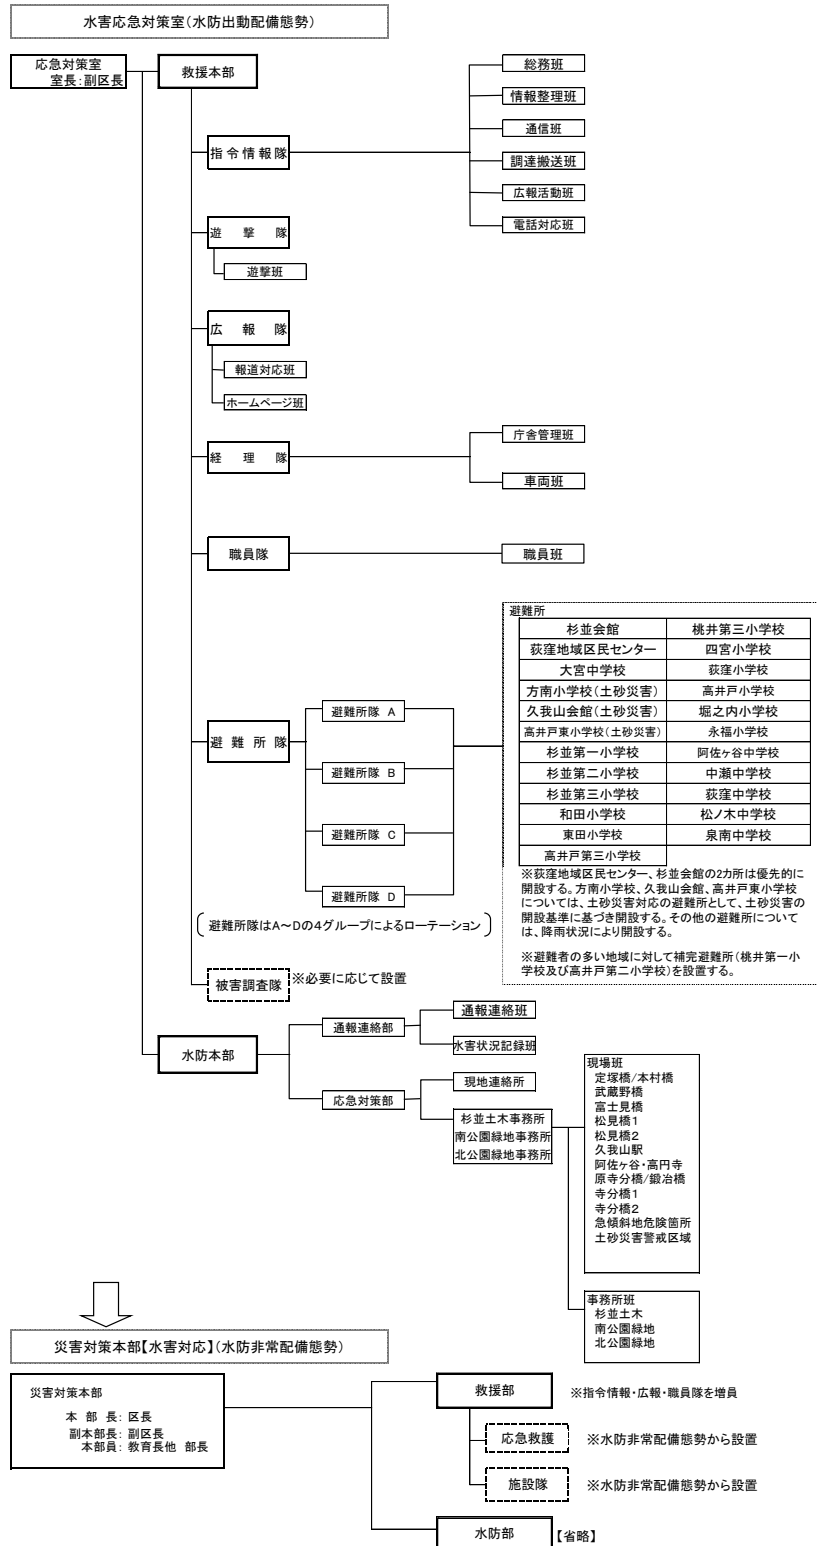 水害応急対策室(水防出動配備態勢)
応急対策室
室長:副区長
救援本部
指令情報隊
総務班
情報整理班
通信班
調達搬送班
広報活動班
電話対応班
遊撃隊
遊撃班
広報隊
報道対応班
ホームページ班
経理隊
庁舎管理班
車両班
職員隊
職員班
避難所隊
避難所隊 A
避難所隊 B
避難所隊 C
避難所隊 D
避難所隊はA～Dの4グループによるローテーション
避難所
杉並会館 桃井第三小学校
荻窪地域区民センター 四宮小学校
大宮中学校 荻窪小学校
方南小学校(土砂災害) 高井戸小学校
久我山会館(土砂災害) 堀之内小学校
高井戸東小学校(土砂災害) 永福小学校
杉並第一小学校 阿佐ヶ谷中学校
杉並第二小学校 中瀬中学校
杉並第三小学校 荻窪中学校
和田小学校 松ノ木中学校
東田小学校 泉南中学校
高井戸第三小学校
※荻窪地域区民センター、杉並会館の2カ所は優先的に
開設する。方南小学校、久我山会館、高井戸東小学校
については、土砂災害対応の避難所として、土砂災害の
開設基準に基づき開設する。その他の避難所について
は、降雨状況により開設する。
※避難者の多い地域に対して補完避難所(桃井第一小
学校及び高井戸第二小学校)を設置する。
被害調査隊
※必要に応じて設置
水防本部
通報連絡部
通報連絡班
水害状況記録班
応急対策部
現地連絡所
杉並土木事務所
南公園緑地事務所
北公園緑地事務所
現場班
定塚橋/本村橋
武蔵野橋
富士見橋
松見橋1
松見橋2
久我山駅
阿佐ヶ谷・高円寺
原寺分橋/鍛冶橋
寺分橋1
寺分橋2
急傾斜地危険箇所
土砂災害警戒区域
事務所班
杉並土木
南公園緑地
北公園緑地
災害対策本部【水害対応】(水防非常配備態勢)
災害対策本部
本 部 長: 区長
副本部長: 副区長
本部員: 教育長他 部長
救援部
※指令情報・広報・職員隊を増員
応急救護
※水防非常配備態勢から設置
施設隊
※水防非常配備態勢から設置
水防部
【省略】